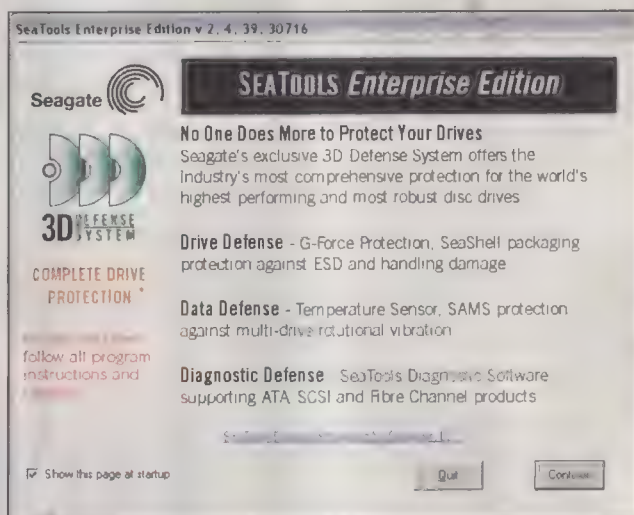 SeaTools Enterprise Edition v 2, 4, 39, 30716
Seagate
SEATOOLS Enterprise Edition
3D DEFENSE SYSTEM
COMPLETE DRIVE
PROTECTION
follow all program
instructions and
No One Does More to Protect Your Drives
Seagate's exclusive 3D Defense System offers the
Industry's most comprehensive protection for the world's
highest performing and most robust disc drives
Drive Defense - G-Force Protection, SeaShell packaging
protection against ESD and handling damage
Data Defense - Temperature Sensor, SAMS protection
against multi-drive rotational vibration
Diagnostic Defense SeaTools Diagnostic Software
supporting ATA SCSI and Fibre Channel products
Show this page at startup
Quit
Continue